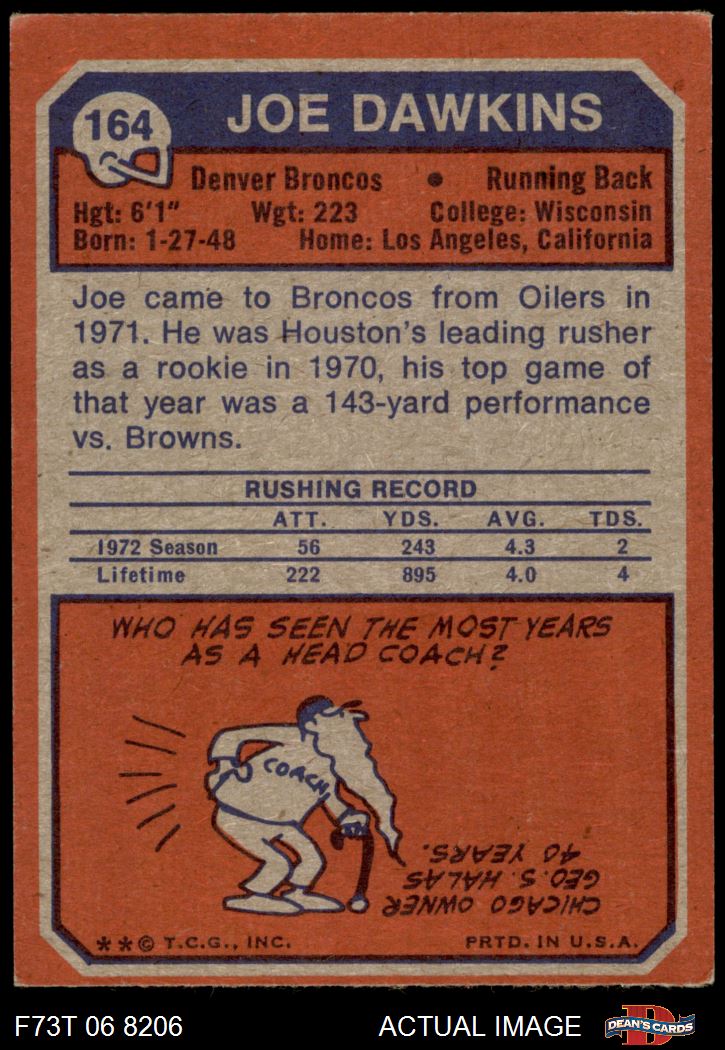 164
JOE DAWKINS
Denver Broncos • Running Back
Hgt: 6'1" Wgt: 223 College: Wisconsin
Born: 1-27-48 Home: Los Angeles, California
Joe came to Broncos from Oilers in
1971. He was Houston's leading rusher
as a rookie in 1970, his top game of
that year was a 143-yard performance
vs. Browns.
RUSHING RECORD
ATT. YDS. AVG. TDS.
1972 Season 56 243 4.3 2
Lifetime 222 895 4.0 4
WHO HAS SEEN THE MOST YEARS
AS A HEAD COACH?
COACH
CHICAGO OWNER
GEO. S. HALAS
40 YEARS.
**© T.C.G., INC. PRTD. IN U.S.A.
F73T 06 8206 ACTUAL IMAGE
D
DEAN'S CARDS